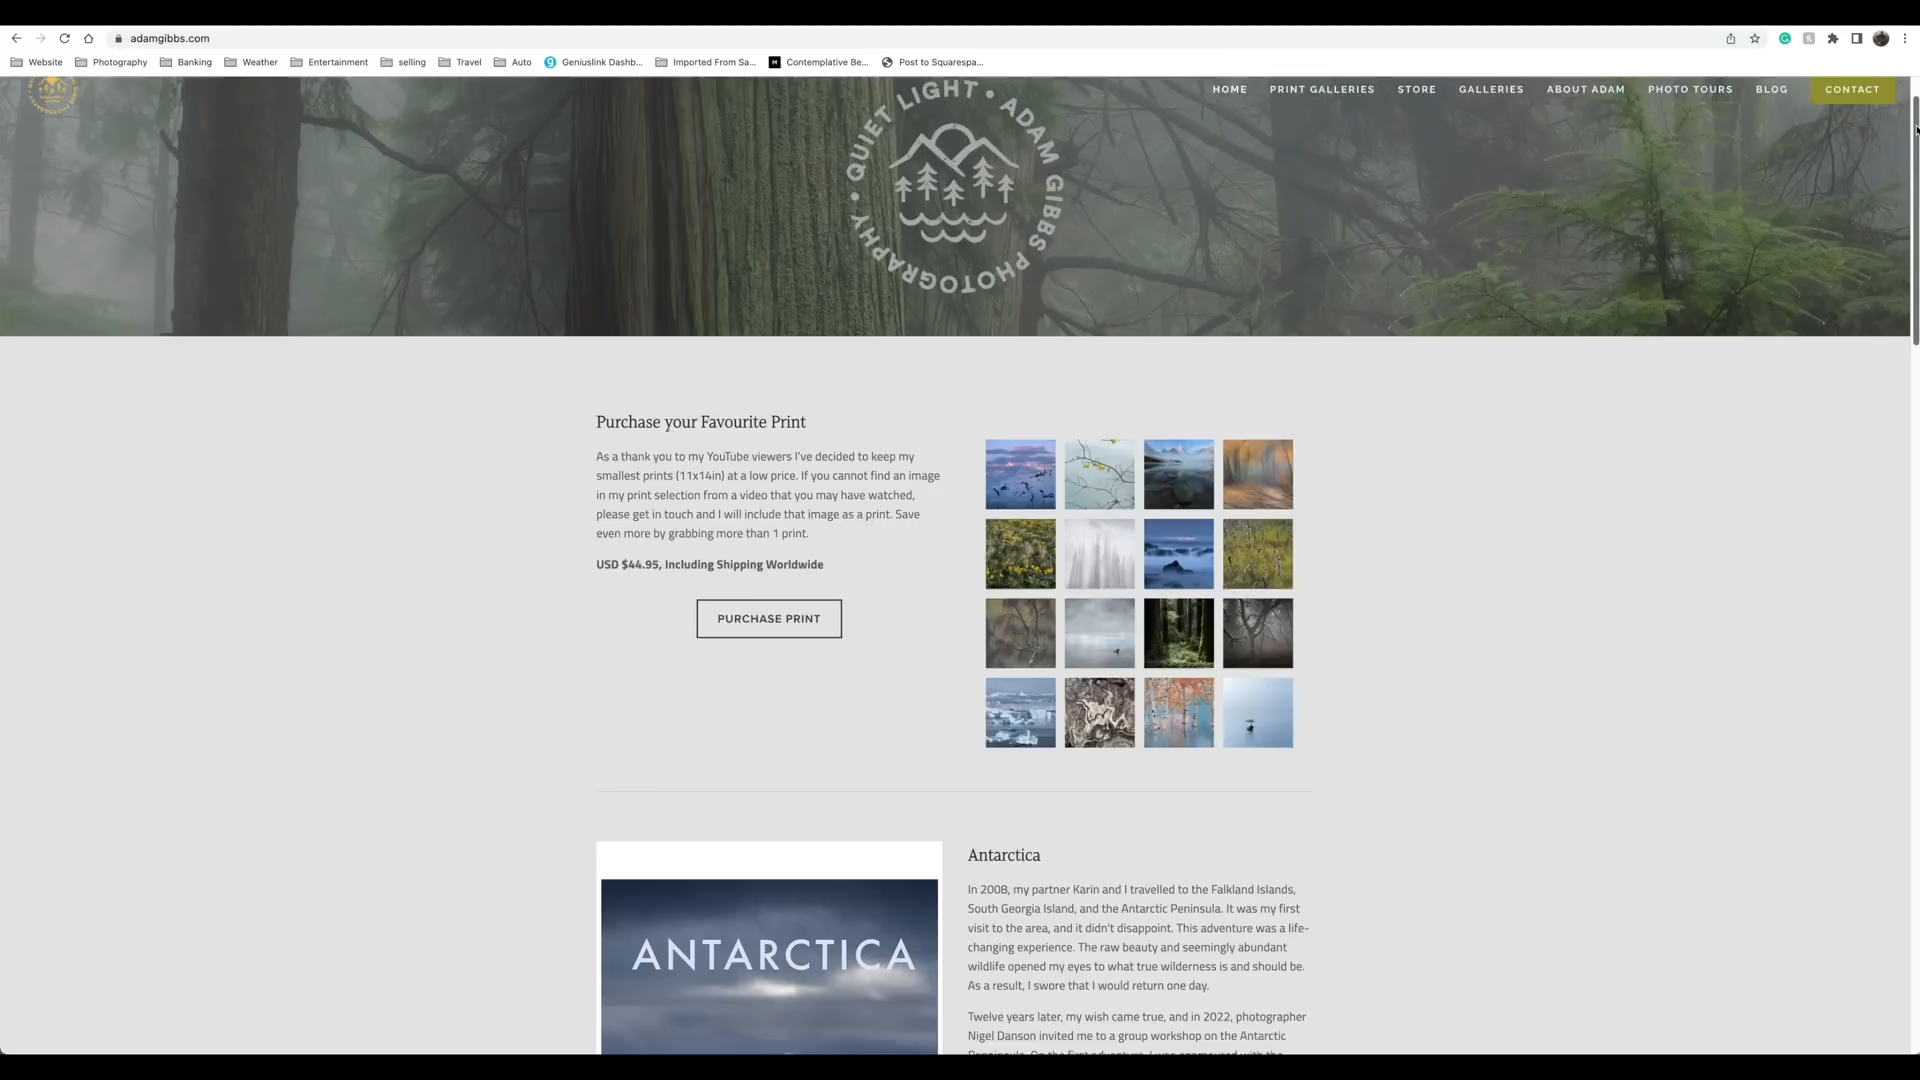 adamgibbs.com
Website Photography Banking Weather Entertainment selling Travel Auto Geniuslink Dashb... Imported From Sa... Contemplative Be... Post to Squarespa...
HOME PRINT GALLERIES STORE GALLERIES ABOUT ADAM PHOTO TOURS BLOG CONTACT
QUIET LIGHT • ADAM GIBBS PHOTOGRAPHY •
Purchase your Favourite Print
As a thank you to my YouTube viewers I've decided to keep my
smallest prints (11x14in) at a low price. If you cannot find an image
in my print selection from a video that you may have watched,
please get in touch and I will include that image as a print. Save
even more by grabbing more than 1 print.
USD $44.95, Including Shipping Worldwide
PURCHASE PRINT
ANTARCTICA
Antarctica
In 2008, my partner Karin and I travelled to the Falkland Islands,
South Georgia Island, and the Antarctic Peninsula. It was my first
visit to the area, and it didn't disappoint. This adventure was a life-
changing experience. The raw beauty and seemingly abundant
wildlife opened my eyes to what true wilderness is and should be.
As a result, I swore that I would return one day.
Twelve years later, my wish came true, and in 2022, photographer
Nigel Danson invited me to a group workshop on the Antarctic